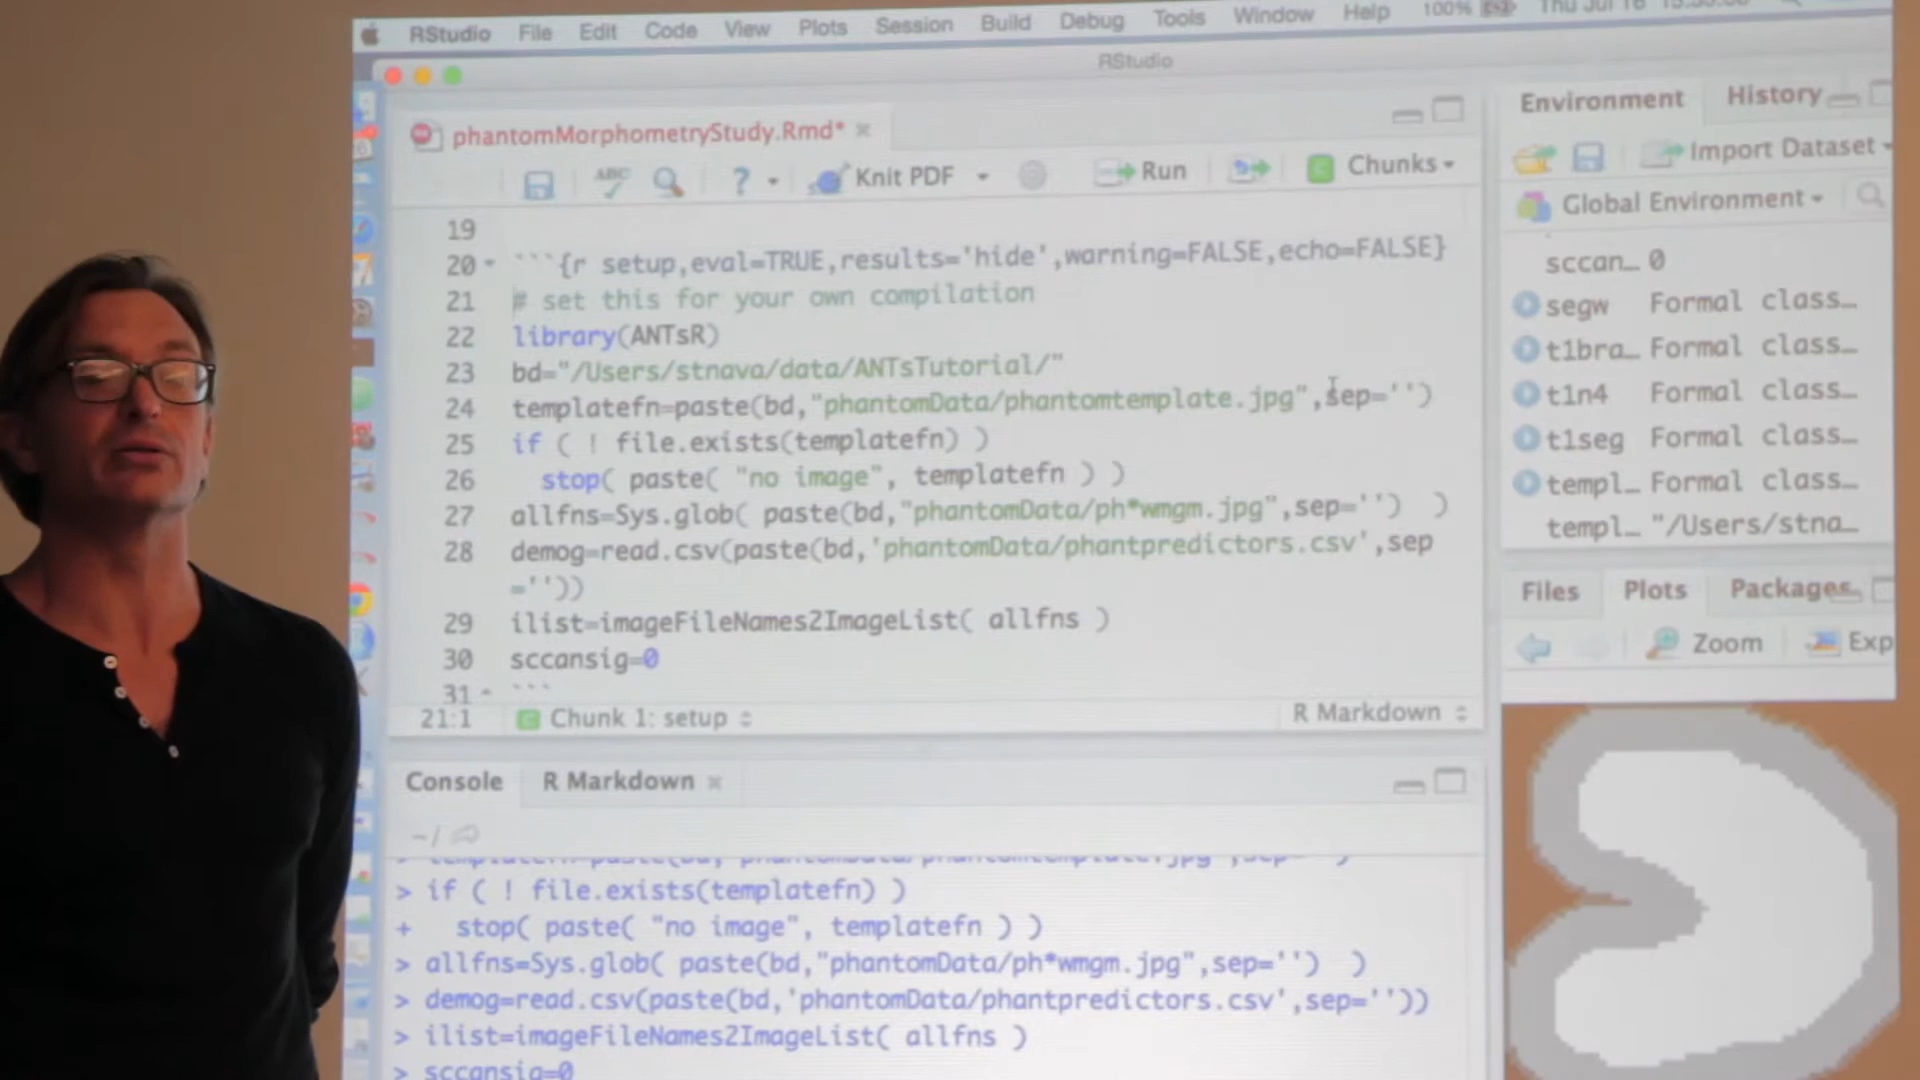 RStudio File Edit Code View Plots Session Build Debug Tools Window Help 100%
RStudio
phantomMorphometryStudy.Rmd*
ABC ? Knit PDF Run Chunks
19
20 ```{r setup,eval=TRUE,results='hide',warning=FALSE,echo=FALSE}
21 # set this for your own compilation
22 library(ANTsR)
23 bd="/Users/stnava/data/ANTsTutorial/"
24 templatefn=paste(bd,"phantomData/phantomtemplate.jpg",sep='')
25 if ( ! file.exists(templatefn) )
26 stop( paste( "no image", templatefn ) )
27 allfns=Sys.glob( paste(bd,"phantomData/ph*wmgm.jpg",sep='') )
28 demog=read.csv(paste(bd,'phantomData/phantpredictors.csv',sep
=''))
29 ilist=imageFileNames2ImageList( allfns )
30 sccansig=0
31 ```
21:1 Chunk 1: setup R Markdown
Console R Markdown
~/
> if ( ! file.exists(templatefn) )
+ stop( paste( "no image", templatefn ) )
> allfns=Sys.glob( paste(bd,"phantomData/ph*wmgm.jpg",sep='') )
> demog=read.csv(paste(bd,'phantomData/phantpredictors.csv',sep=''))
> ilist=imageFileNames2ImageList( allfns )
> sccansig=0
Environment History
Import Dataset
Global Environment
sccan… 0
segw Formal class…
t1bra… Formal class…
t1n4 Formal class…
t1seg Formal class…
templ… Formal class…
templ… "/Users/stna…
Files Plots Packages
Zoom Exp